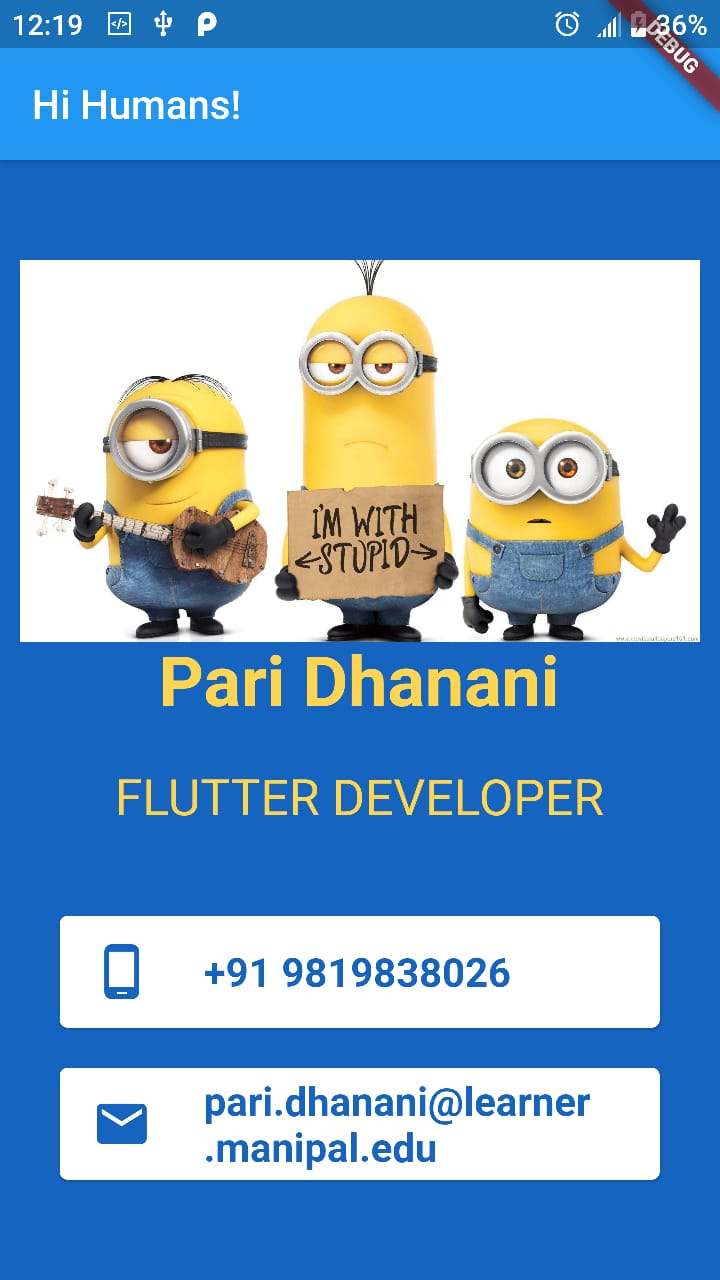 12:19
36%
DEBUG
Hi Humans!
I'M WITH
STUPID
Pari Dhanani
FLUTTER DEVELOPER
+91 9819838026
pari.dhanani@learner
.manipal.edu